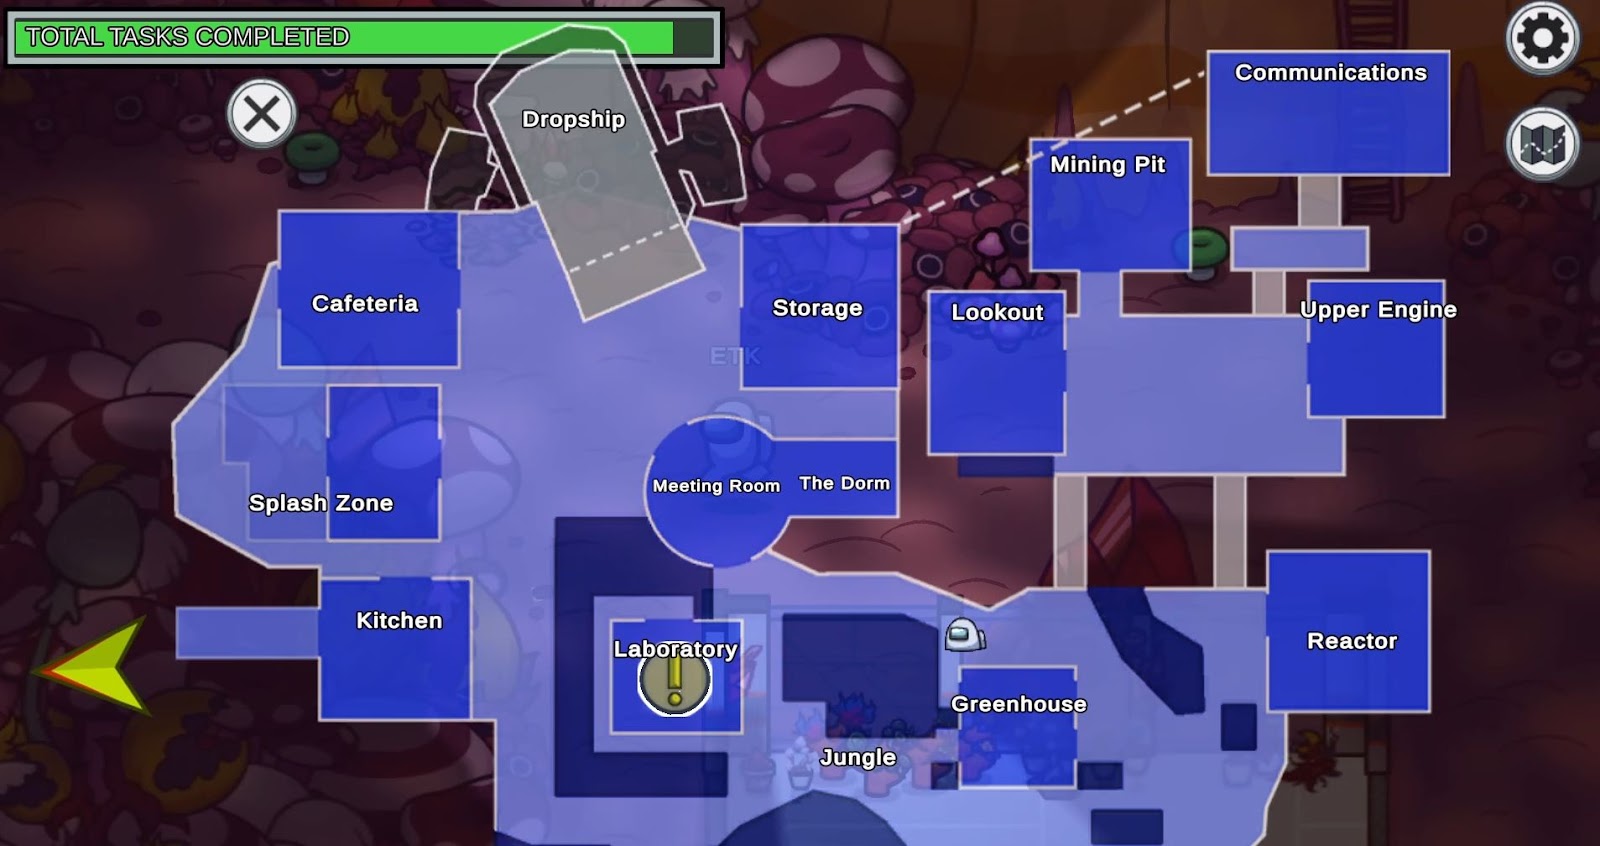 TOTAL TASKS COMPLETED
Communications
Dropship
Mining Pit
Cafeteria
Storage
Lookout
Upper Engine
ETK
Splash Zone
Meeting Room
The Dorm
Kitchen
Laboratory
!
Reactor
Greenhouse
Jungle